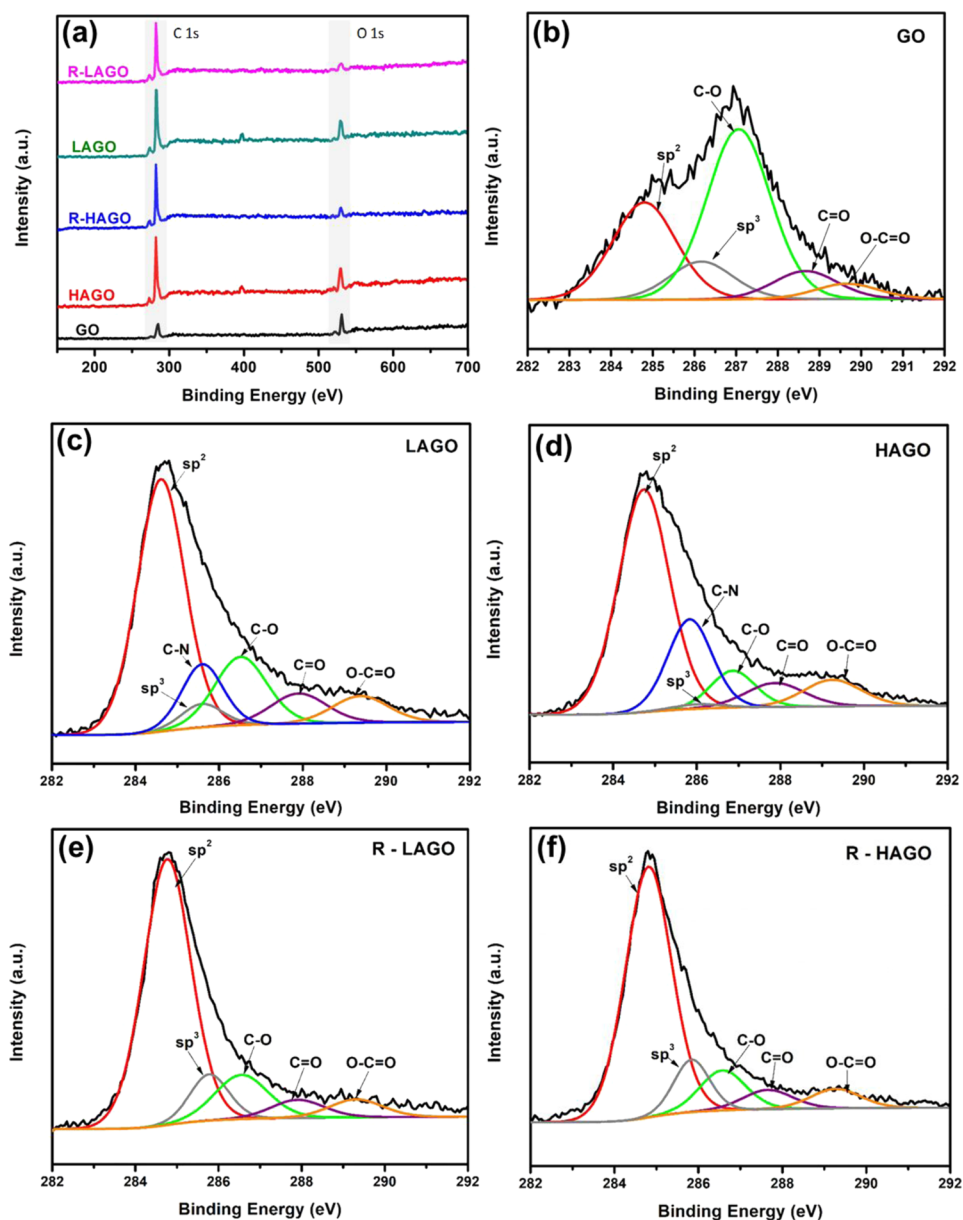 (a)
C 1s
O 1s
R-LAGO
LAGO
R-HAGO
HAGO
GO
Intensity (a.u.)
200 300 400 500 600 700
Binding Energy (eV)
(b)
GO
C-O
sp²
sp³
C=O
O-C=O
Intensity (a.u.)
282 283 284 285 286 287 288 289 290 291 292
Binding Energy (eV)
(c)
LAGO
sp²
C-N
C-O
sp³
C=O
O-C=O
Intensity (a.u.)
282 284 286 288 290 292
Binding Energy (eV)
(d)
HAGO
sp²
C-N
C-O
sp³
C=O
O-C=O
Intensity (a.u.)
282 284 286 288 290 292
Binding Energy (eV)
(e)
R - LAGO
sp²
sp³
C-O
C=O
O-C=O
Intensity (a.u.)
282 284 286 288 290 292
Binding Energy (eV)
(f)
R - HAGO
sp²
sp³
C-O
C=O
O-C=O
Intensity (a.u.)
282 284 286 288 290 292
Binding Energy (eV)